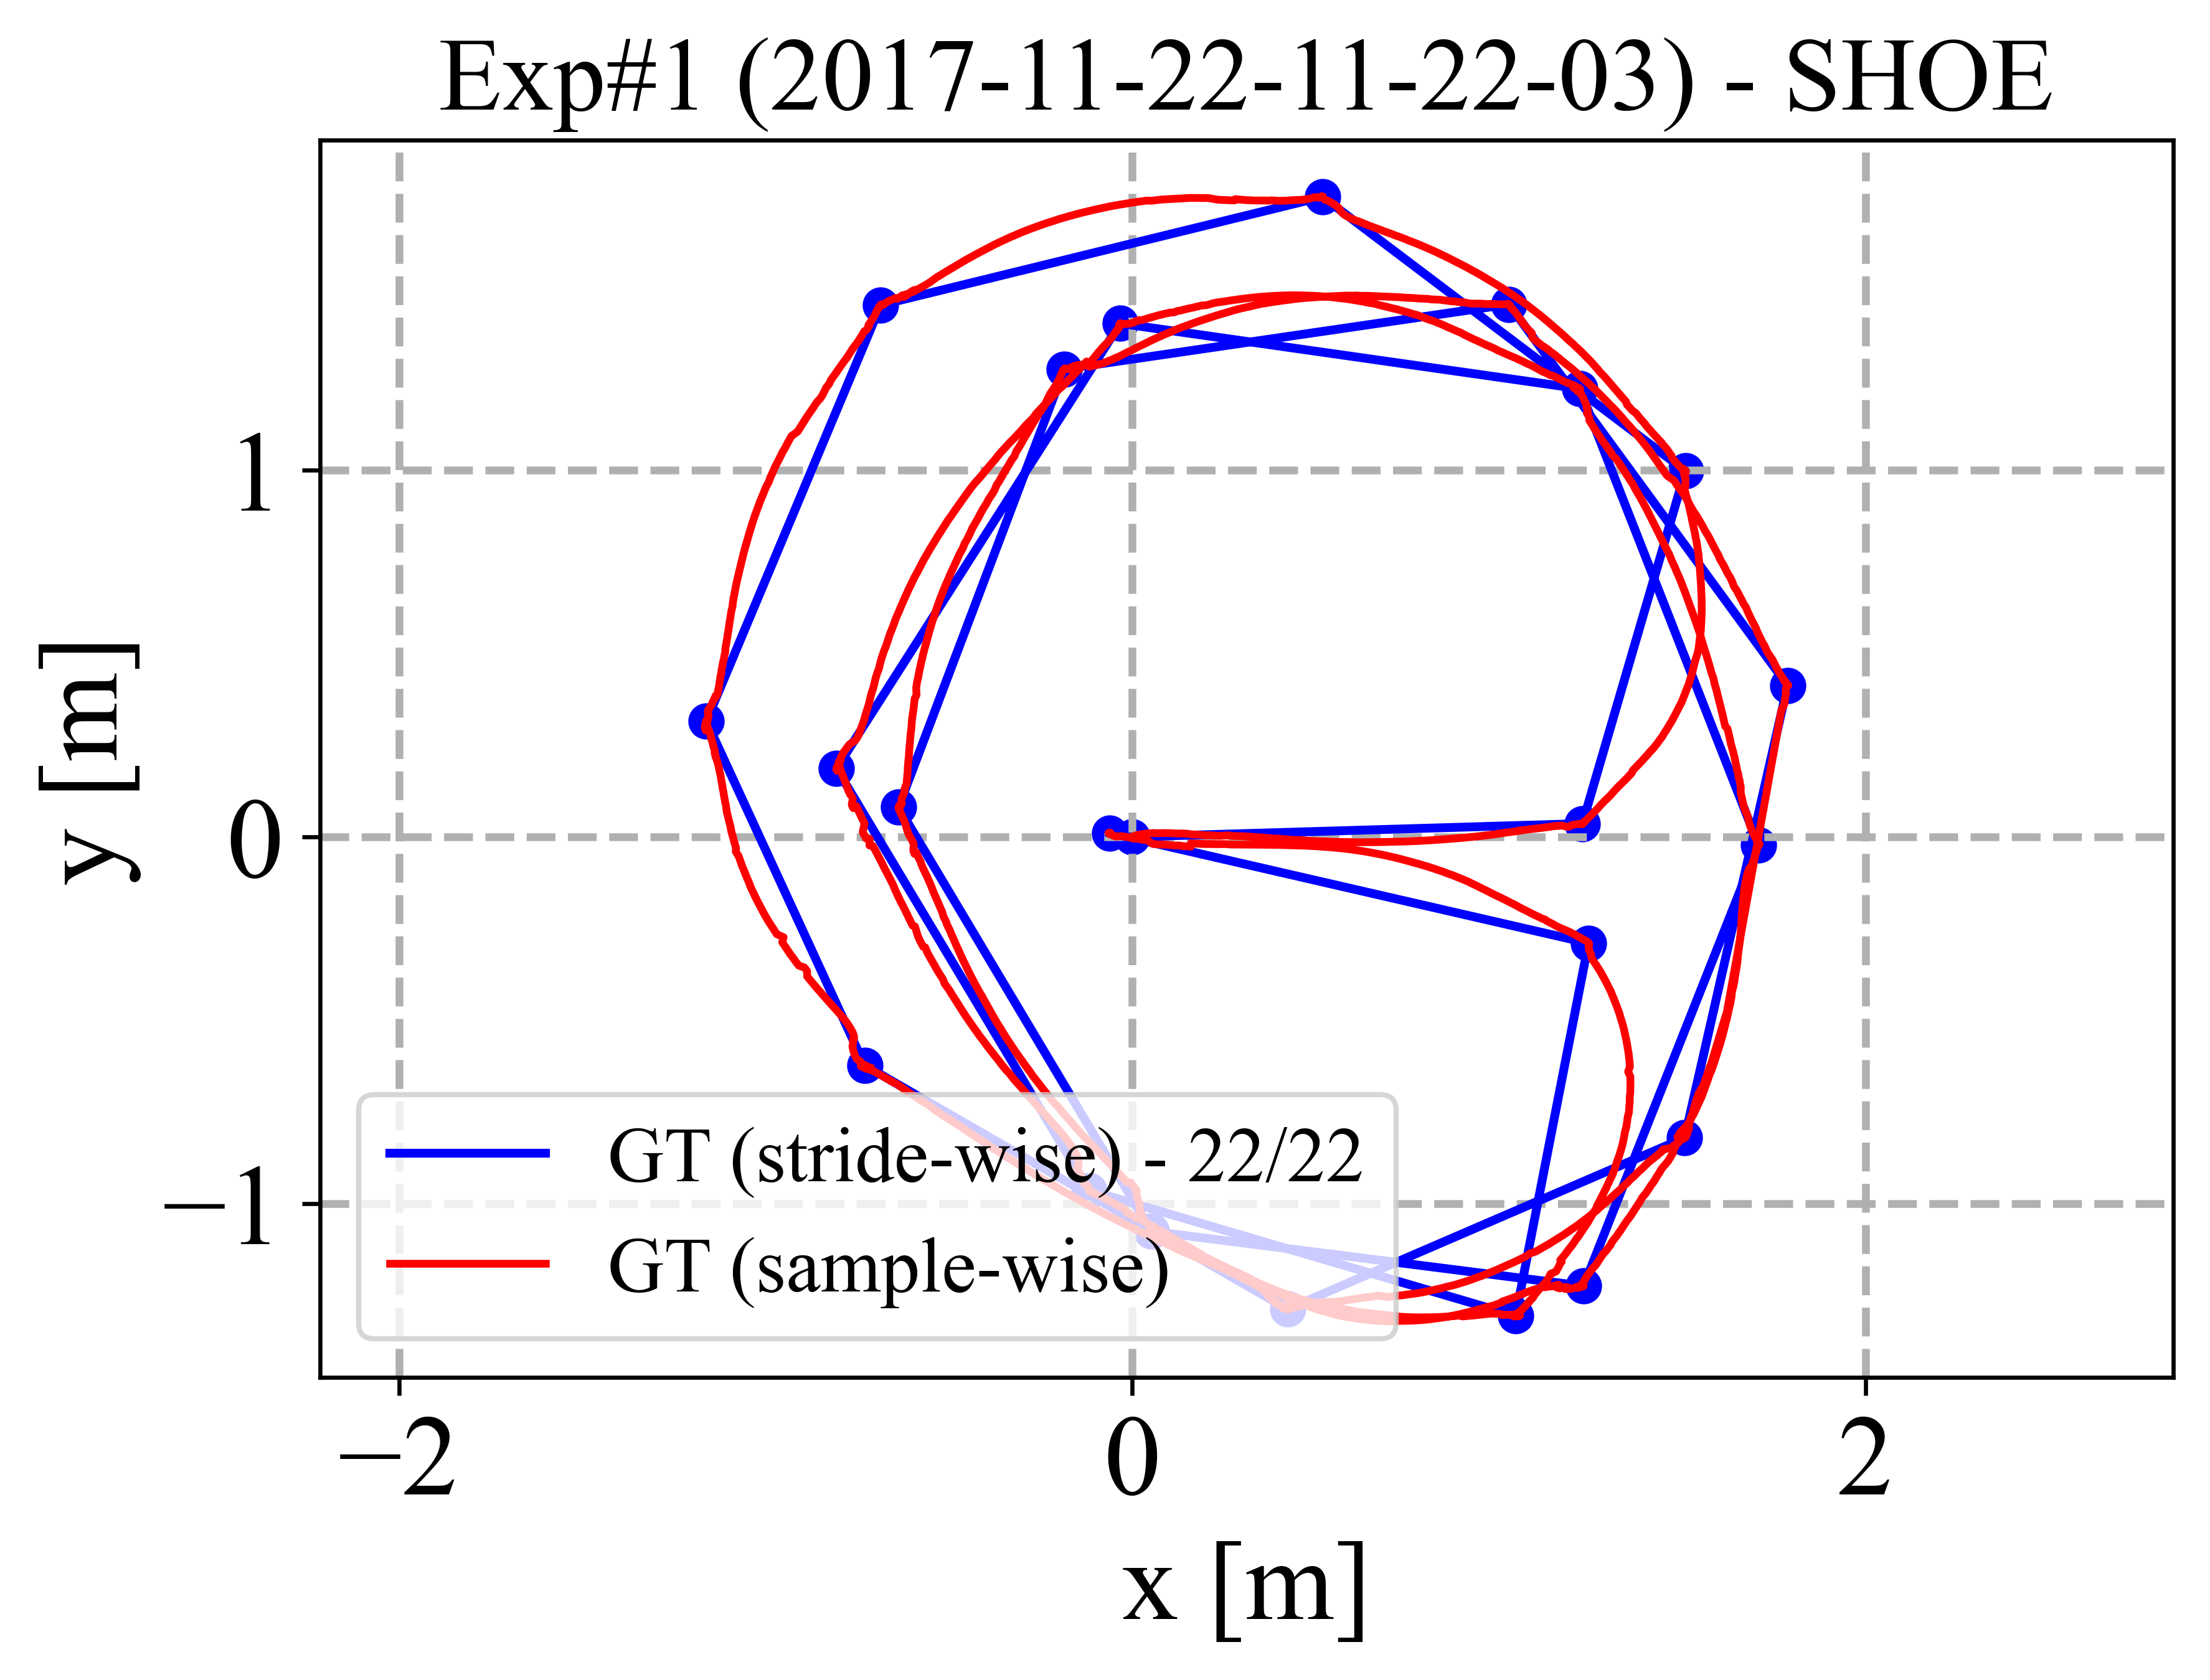 Exp#1 (2017-11-22-11-22-03) - SHOE
y [m]
1
0
−1
GT (stride-wise) - 22/22
GT (sample-wise)
−2
0
2
x [m]